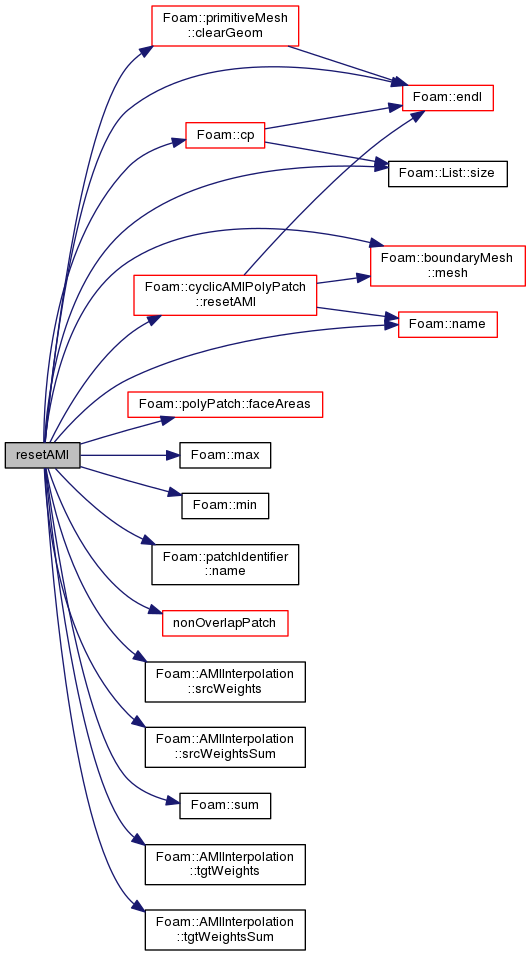 Foam::primitiveMesh
::clearGeom
Foam::endl
Foam::cp
Foam::List::size
Foam::boundaryMesh
::mesh
Foam::cyclicAMIPolyPatch
::resetAMI
Foam::name
Foam::polyPatch::faceAreas
resetAMI
Foam::max
Foam::min
Foam::patchIdentifier
::name
nonOverlapPatch
Foam::AMIInterpolation
::srcWeights
Foam::AMIInterpolation
::srcWeightsSum
Foam::sum
Foam::AMIInterpolation
::tgtWeights
Foam::AMIInterpolation
::tgtWeightsSum